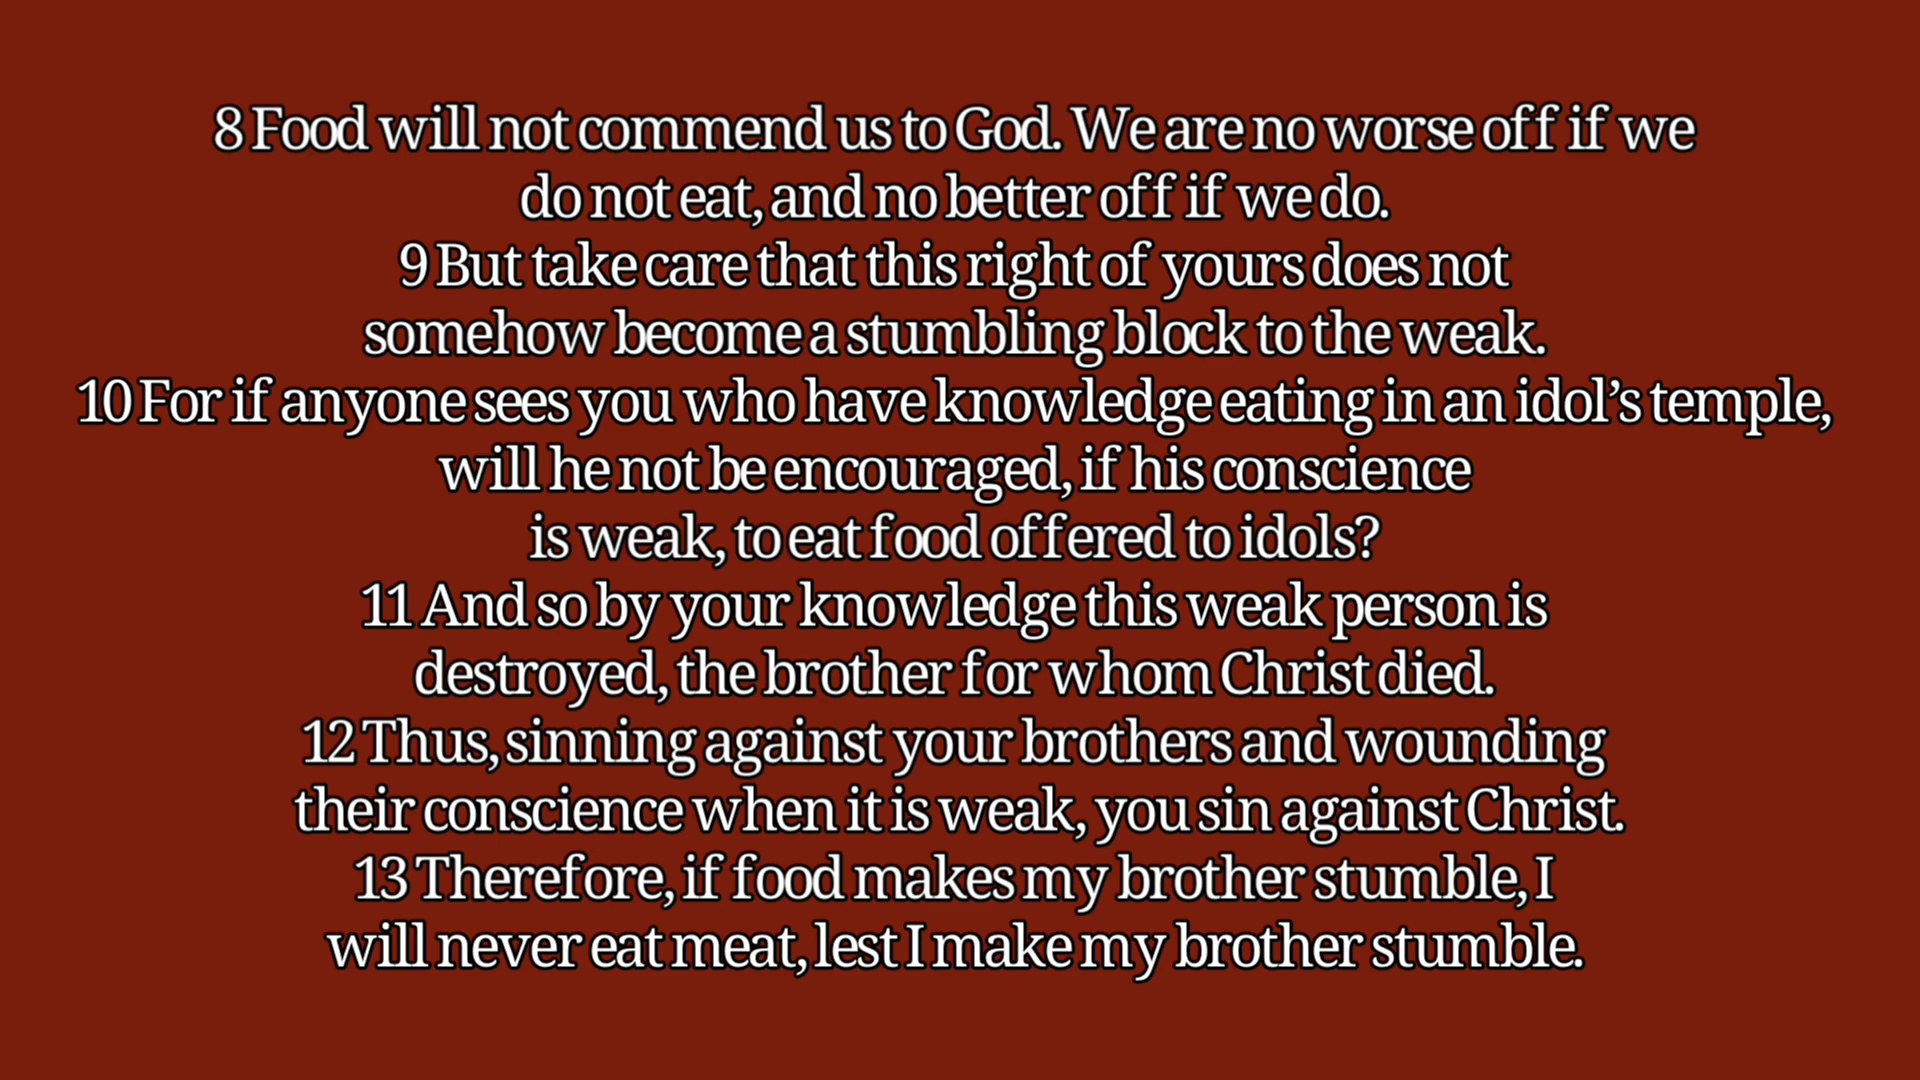 8 Food will not commend us to God. We are no worse off if we
do not eat, and no better off if we do.
9 But take care that this right of yours does not
somehow become a stumbling block to the weak.
10 For if anyone sees you who have knowledge eating in an idol’s temple,
will he not be encouraged, if his conscience
is weak, to eat food offered to idols?
11 And so by your knowledge this weak person is
destroyed, the brother for whom Christ died.
12 Thus, sinning against your brothers and wounding
their conscience when it is weak, you sin against Christ.
13 Therefore, if food makes my brother stumble, I
will never eat meat, lest I make my brother stumble.